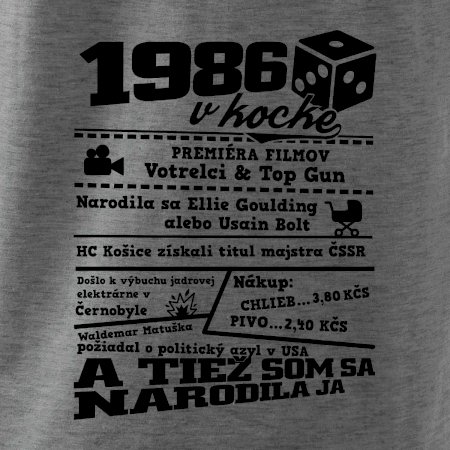 1986
v kocke
PREMIÉRA FILMOV
Votrelci & Top Gun
Narodila sa Ellie Goulding
alebo Usain Bolt
HC Košice získali titul majstra ČSSR
Došlo k výbuchu jadrovej
elektrárne v
Černobyle
Nákup:
CHLIEB...3,80 KČS
PIVO...2,40 KČS
Waldemar Matuška
požiadal o politický azyl v USA
A TIEŽ SOM SA
NARODILA JA